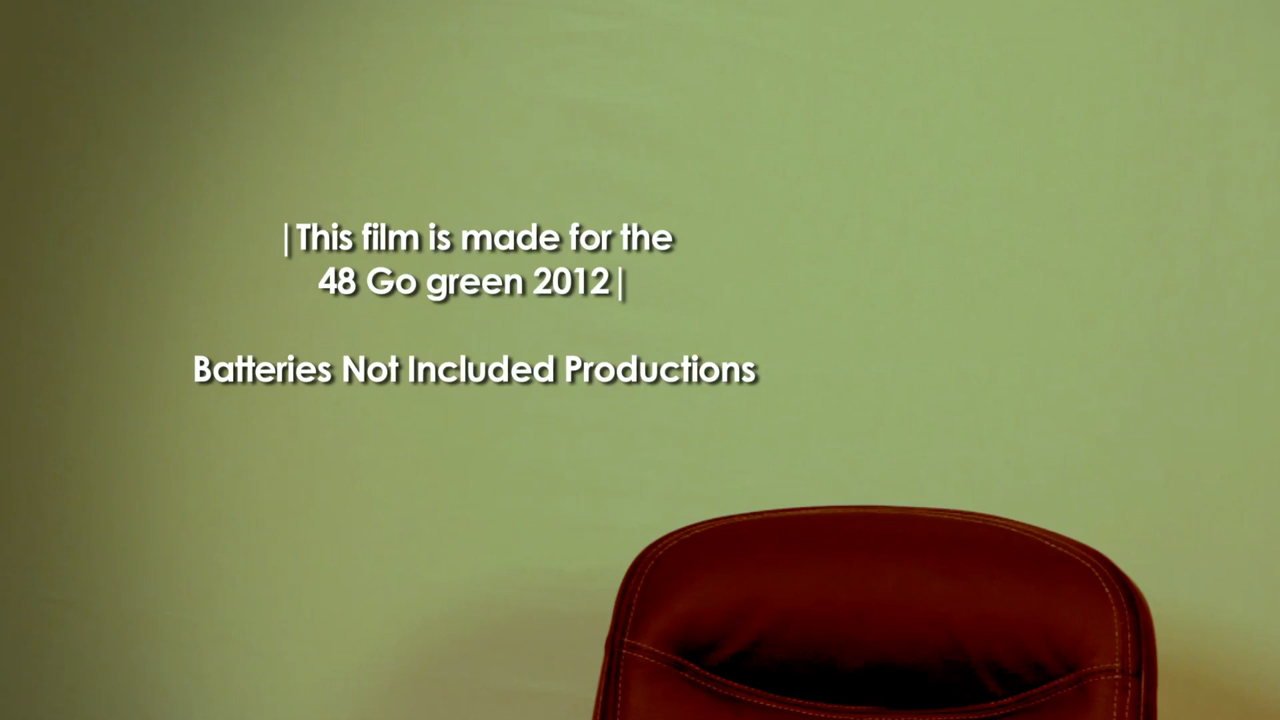 |This film is made for the
48 Go green 2012|
Batteries Not Included Productions